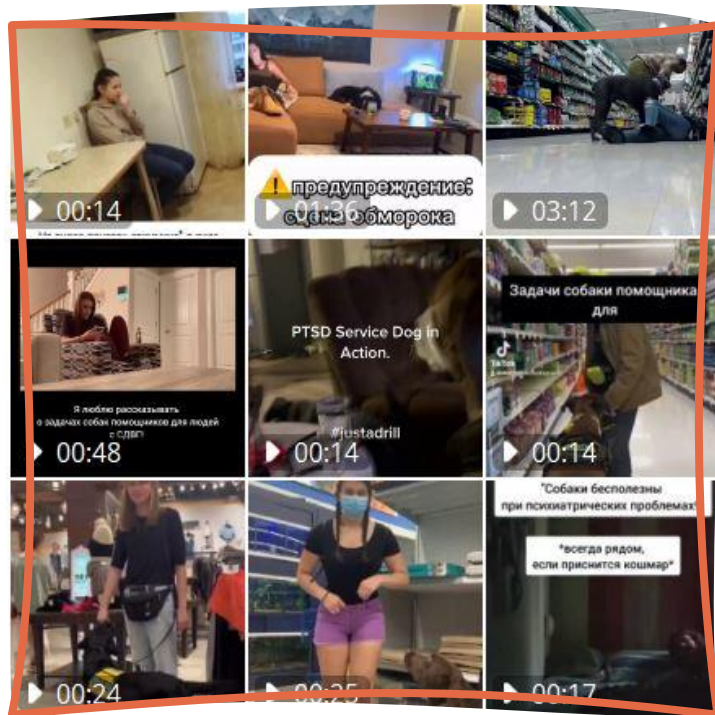 00:14
⚠ предупреждение:
сцена обморока
01:36
03:12
Я люблю рассказывать
о задачах собак помощников для людей
с СДВГ!
00:48
PTSD Service Dog in
Action.
#justadrill
00:14
Задачи собаки помощника
для
TikTok
00:14
00:24
00:25
"Собаки бесполезны
при психиатрических проблемах"
*всегда рядом,
если приснится кошмар*
00:17